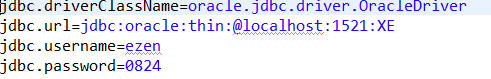 jdbc.driverClassName=oracle.jdbc.driver.OracleDriver
jdbc.url=jdbc:oracle:thin:@localhost:1521:XE
jdbc.username=ezen
jdbc.password=0824